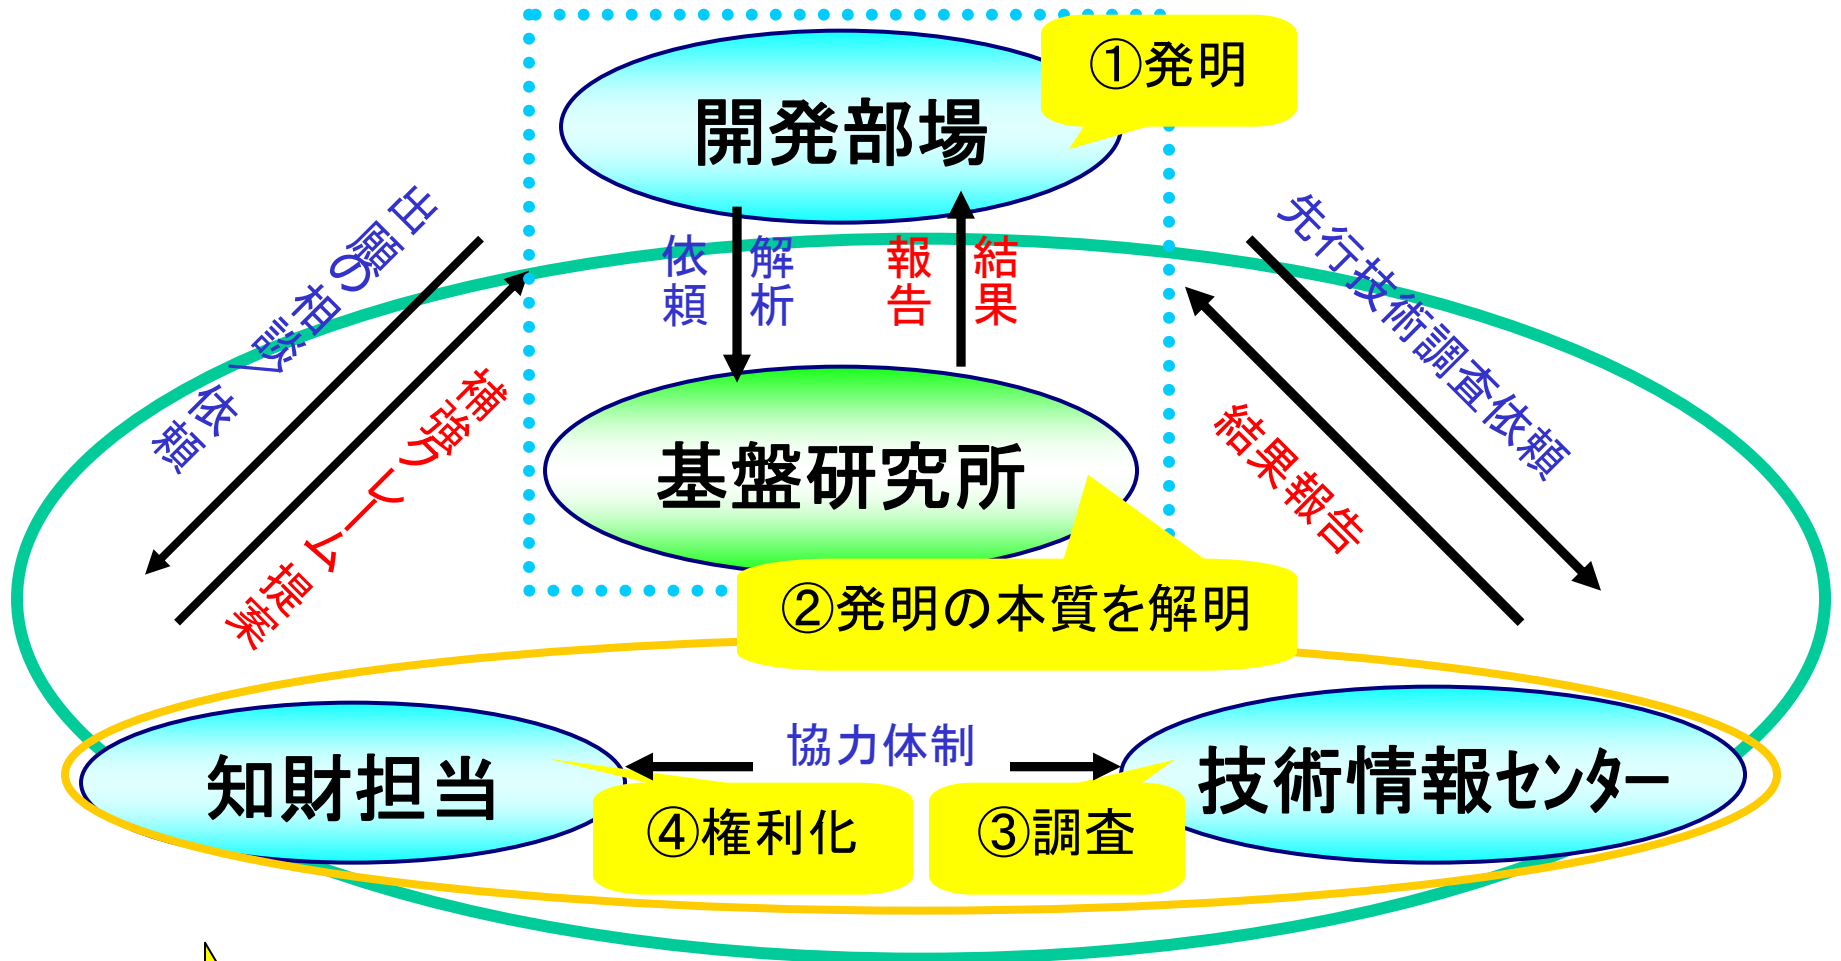 ①発明
開発部場
依頼
解析
報告
結果
出願の相談／依頼
補強クレーム提案
先行技術調査依頼
結果報告
基盤研究所
②発明の本質を解明
協力体制
知財担当
技術情報センター
④権利化
③調査